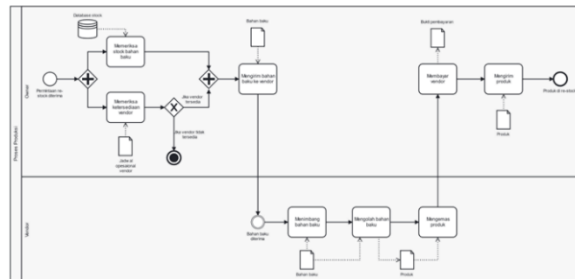 Proses Produksi
Owner
Vendor
Database stock
Permintaan re-
stock diterima
Memeriksa
stok bahan
baku
Memeriksa
ketersediaan
vendor
Jadwal
operasional
vendor
Jika vendor
tersedia
Jika vendor tidak
tersedia
Bahan baku
Mengirim bahan
baku ke vendor
Bahan baku
diterima
Menimbang
bahan baku
Bahan baku
Mengolah bahan
baku
Produk
Mengemas
produk
Bukti pembayaran
Membayar
vendor
Mengirim
produk
Produk
Produk di re-stock